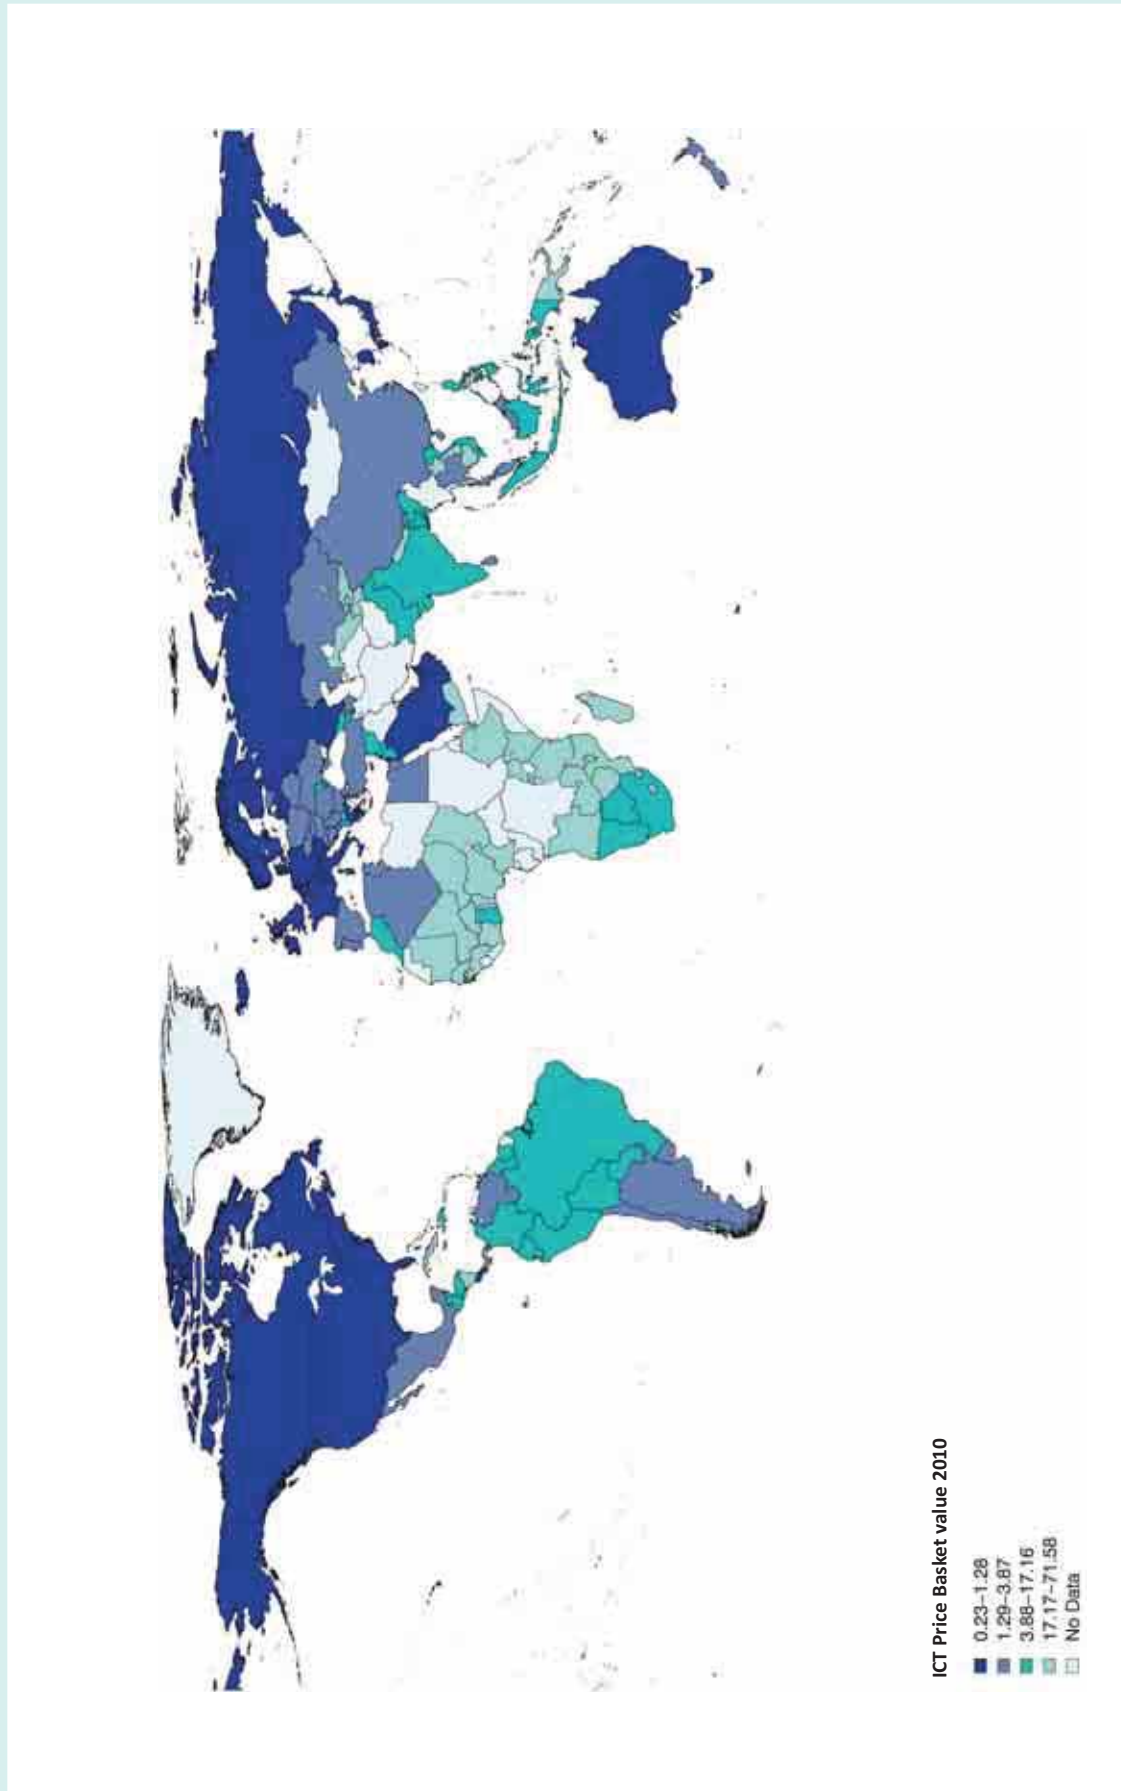 ICT Price Basket value 2010
0.23–1.28
1.29–3.87
3.88–17.16
17.17–71.58
No Data